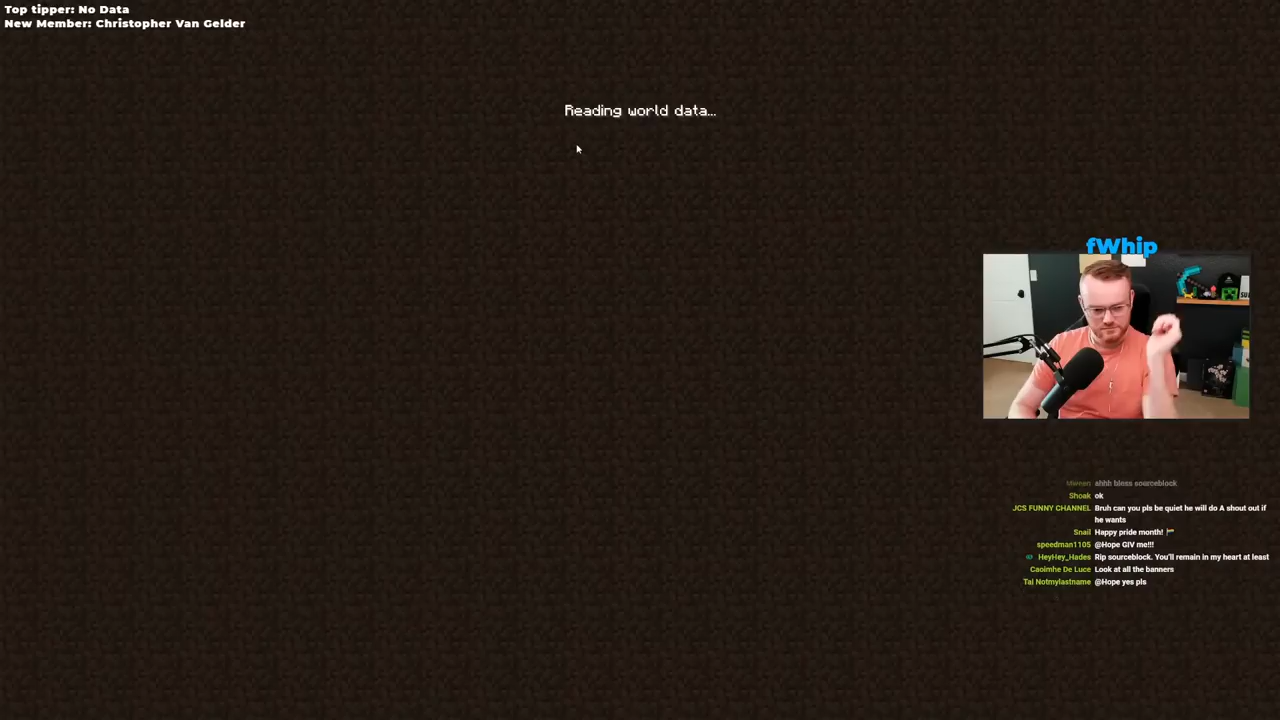 Top tipper: No Data
New Member: Christopher Van Gelder
Reading world data...
fWhip
ahhh bless sourceblock
Shoak ok
JCS FUNNY CHANNEL Bruh can you pls be quiet he will do A shout out if
he wants
Snail Happy pride month!
speedman1105 @Hope GIV me!!!
HeyHey_Hades Rip sourceblock. You'll remain in my heart at least
Caoimhe De Luce Look at all the banners
Tai Notmylastname @Hope yes pls